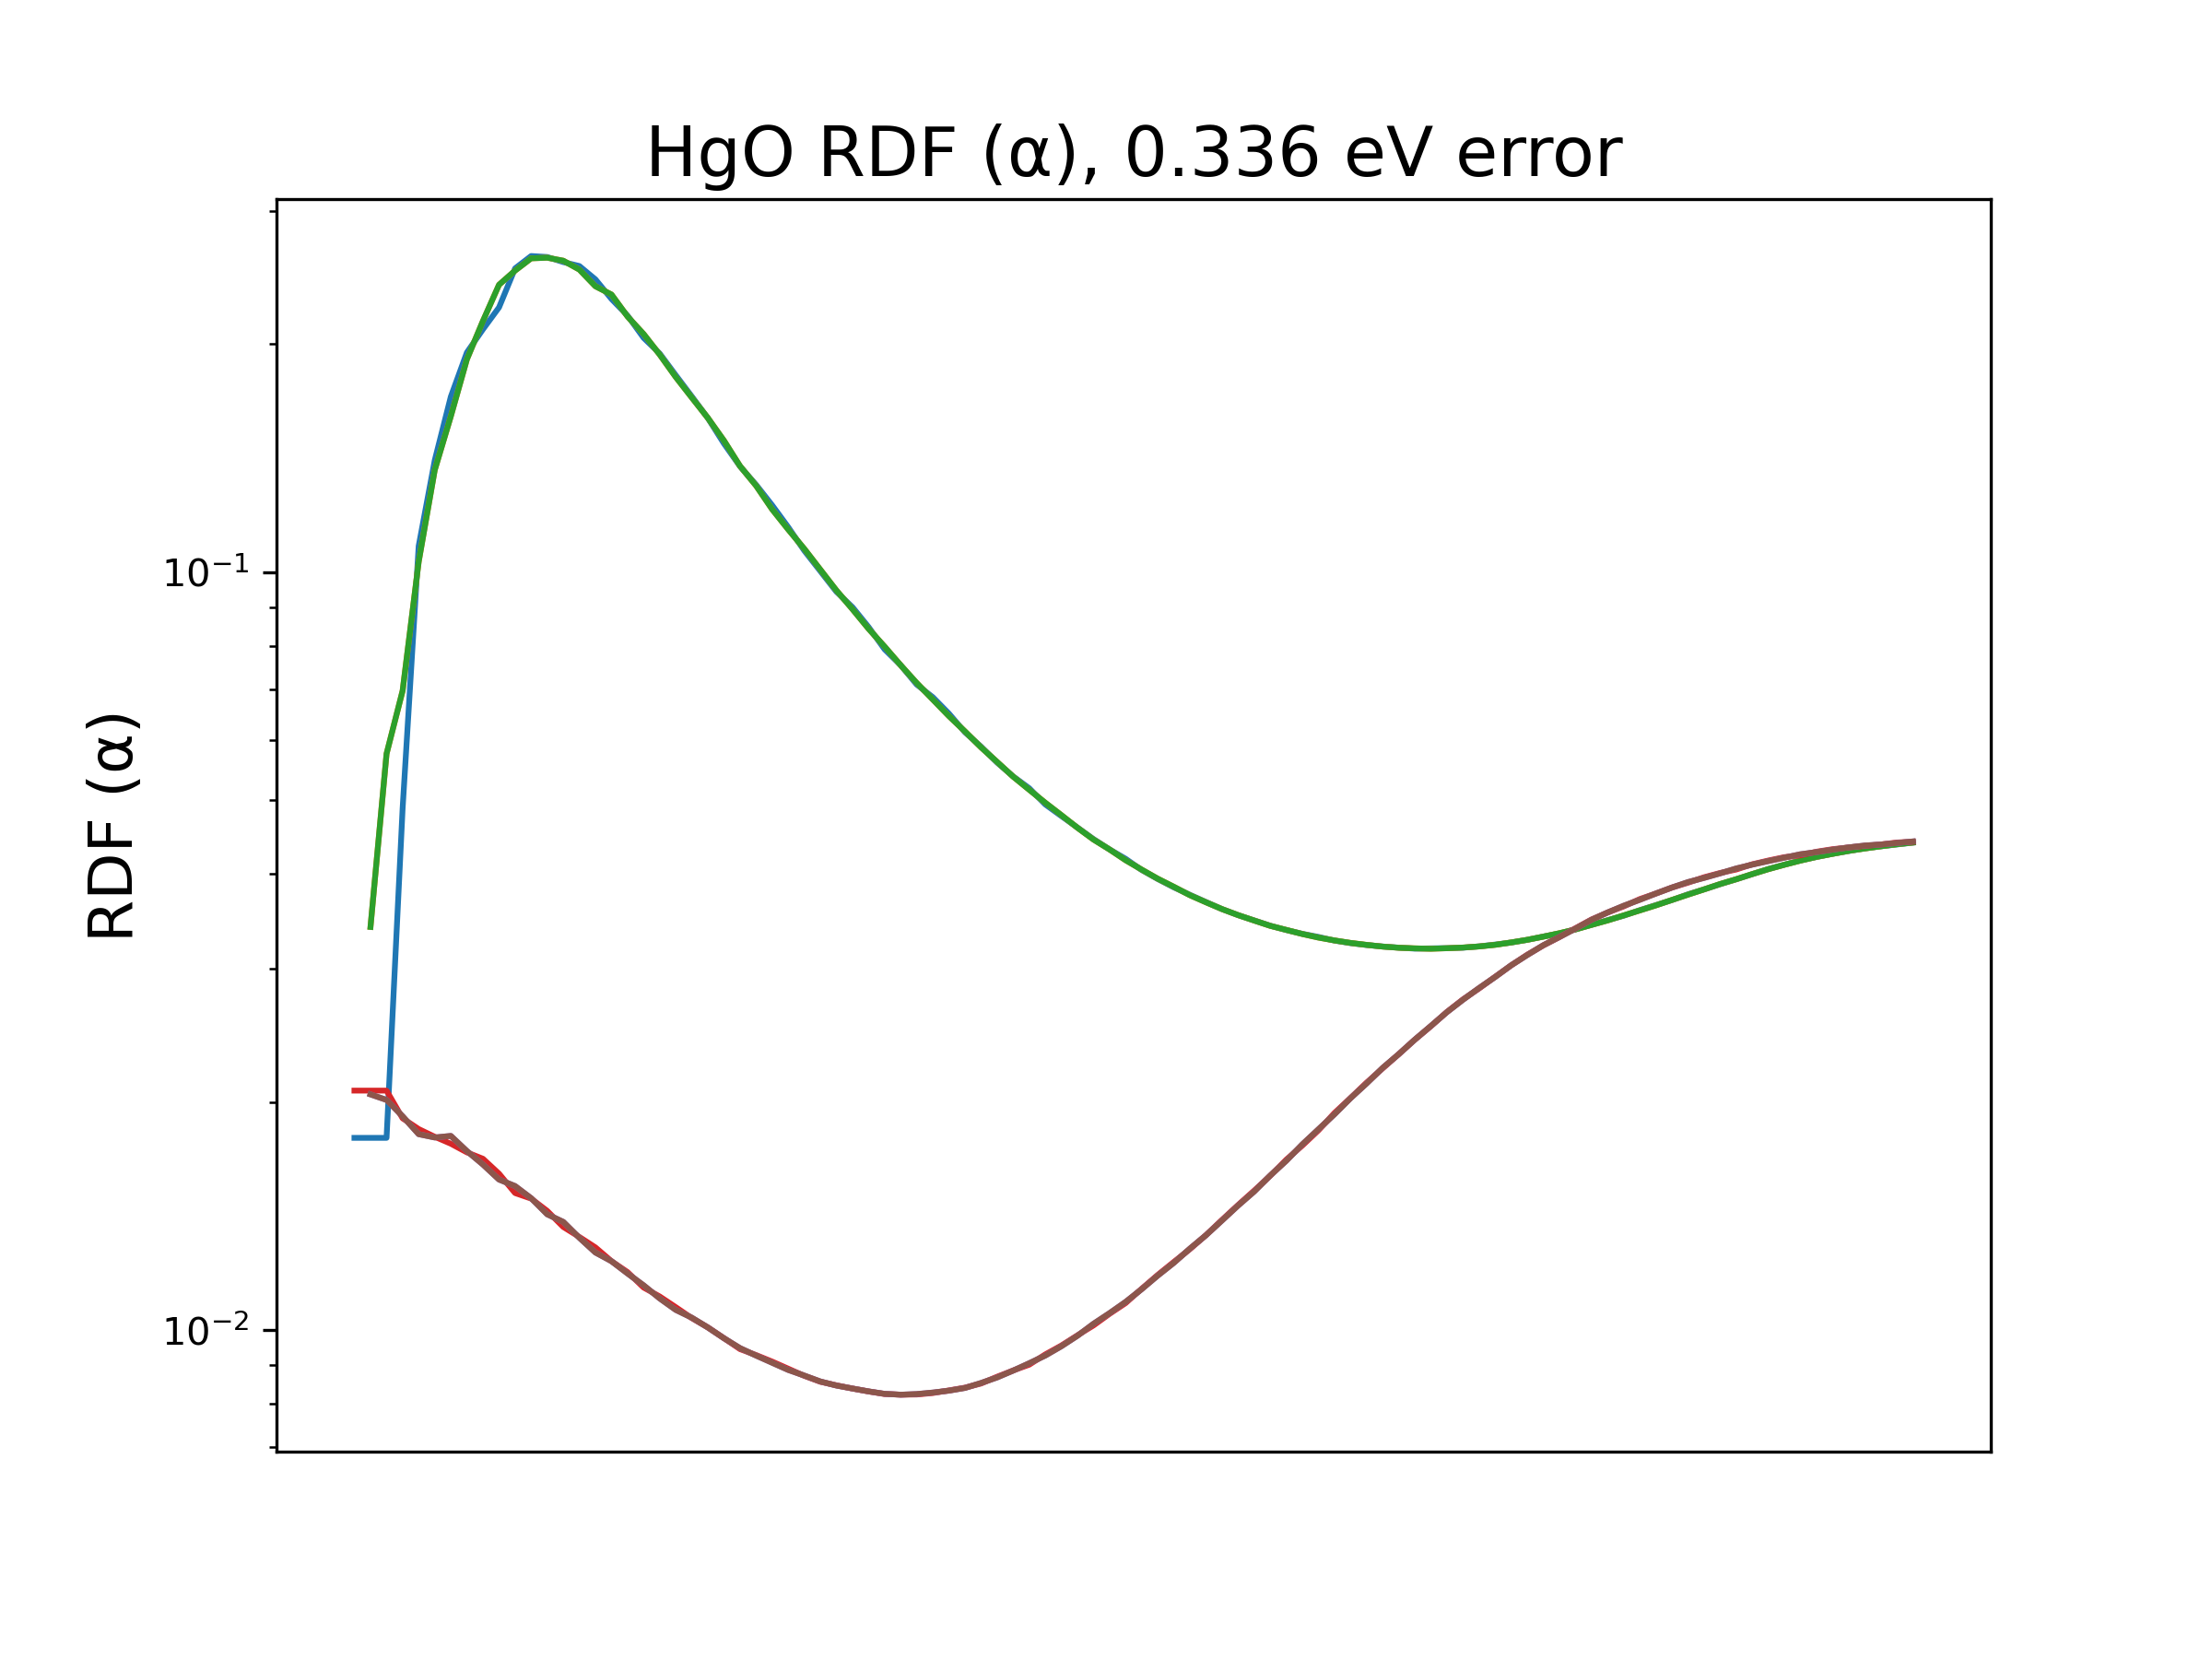 HgO RDF (α), 0.336 eV error
RDF (α)
10⁻¹
10⁻²